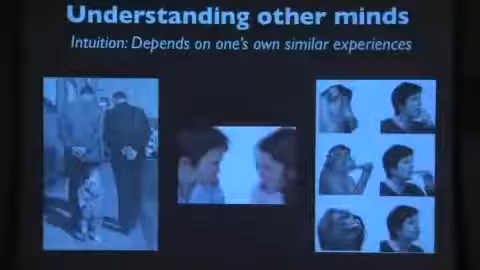 Understanding other minds
Intuition: Depends on one's own similar experiences